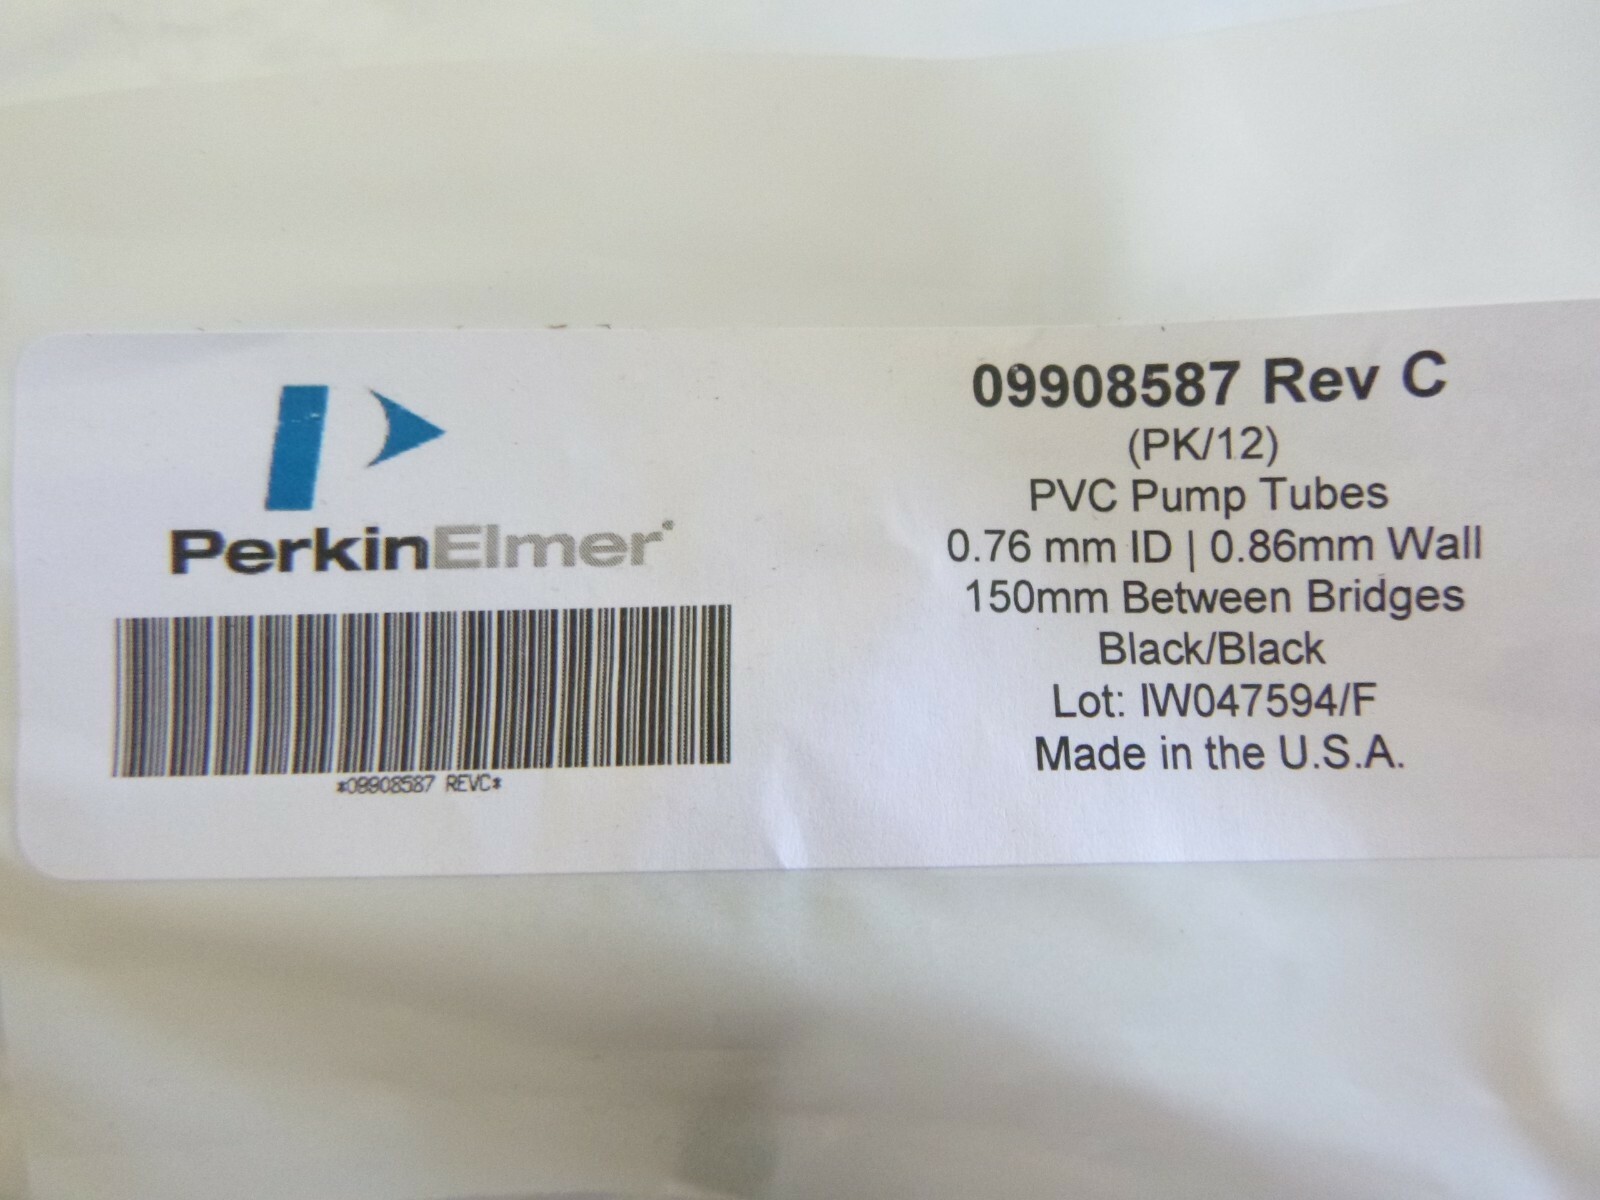 PerkinElmer
*09908587 REVC*
09908587 Rev C
(PK/12)
PVC Pump Tubes
0.76 mm ID | 0.86mm Wall
150mm Between Bridges
Black/Black
Lot: IW047594/F
Made in the U.S.A.